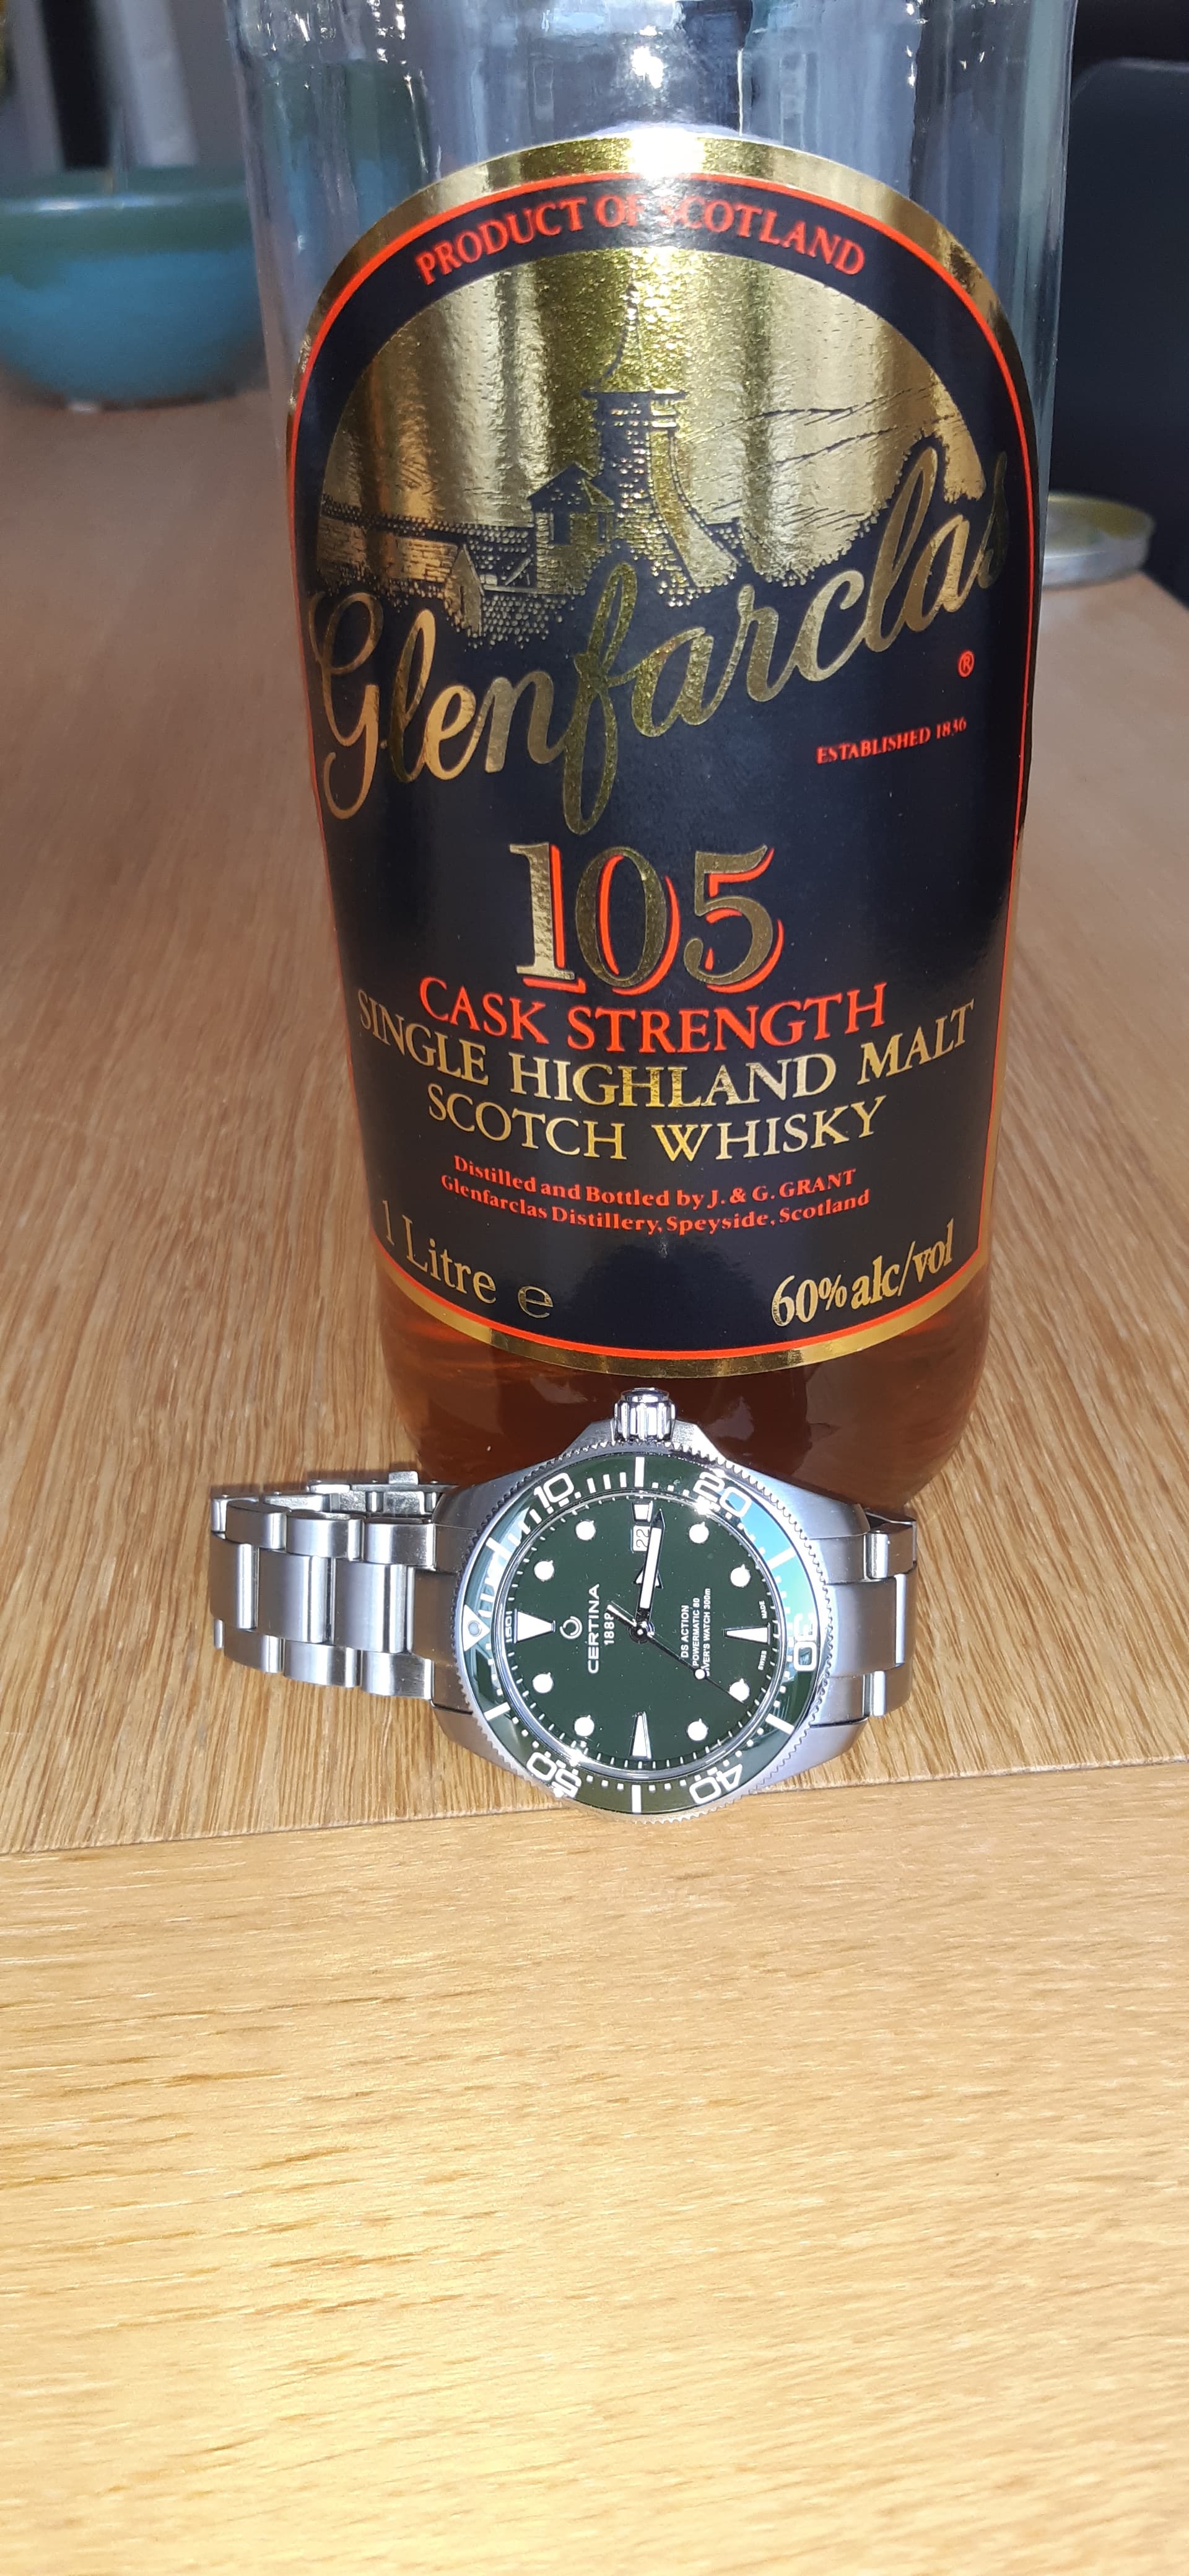 PRODUCT OF SCOTLAND
Glenfarclas
®
ESTABLISHED 1836
105
CASK STRENGTH
SINGLE HIGHLAND MALT
SCOTCH WHISKY
Distilled and Bottled by J. & G. GRANT
Glenfarclas Distillery, Speyside, Scotland
1 Litre e
60% alc/vol
10
20
30
40
50
22
CERTINA
DS ACTION
POWERMATIC 80
DIVER'S WATCH 300m
SWISS MADE